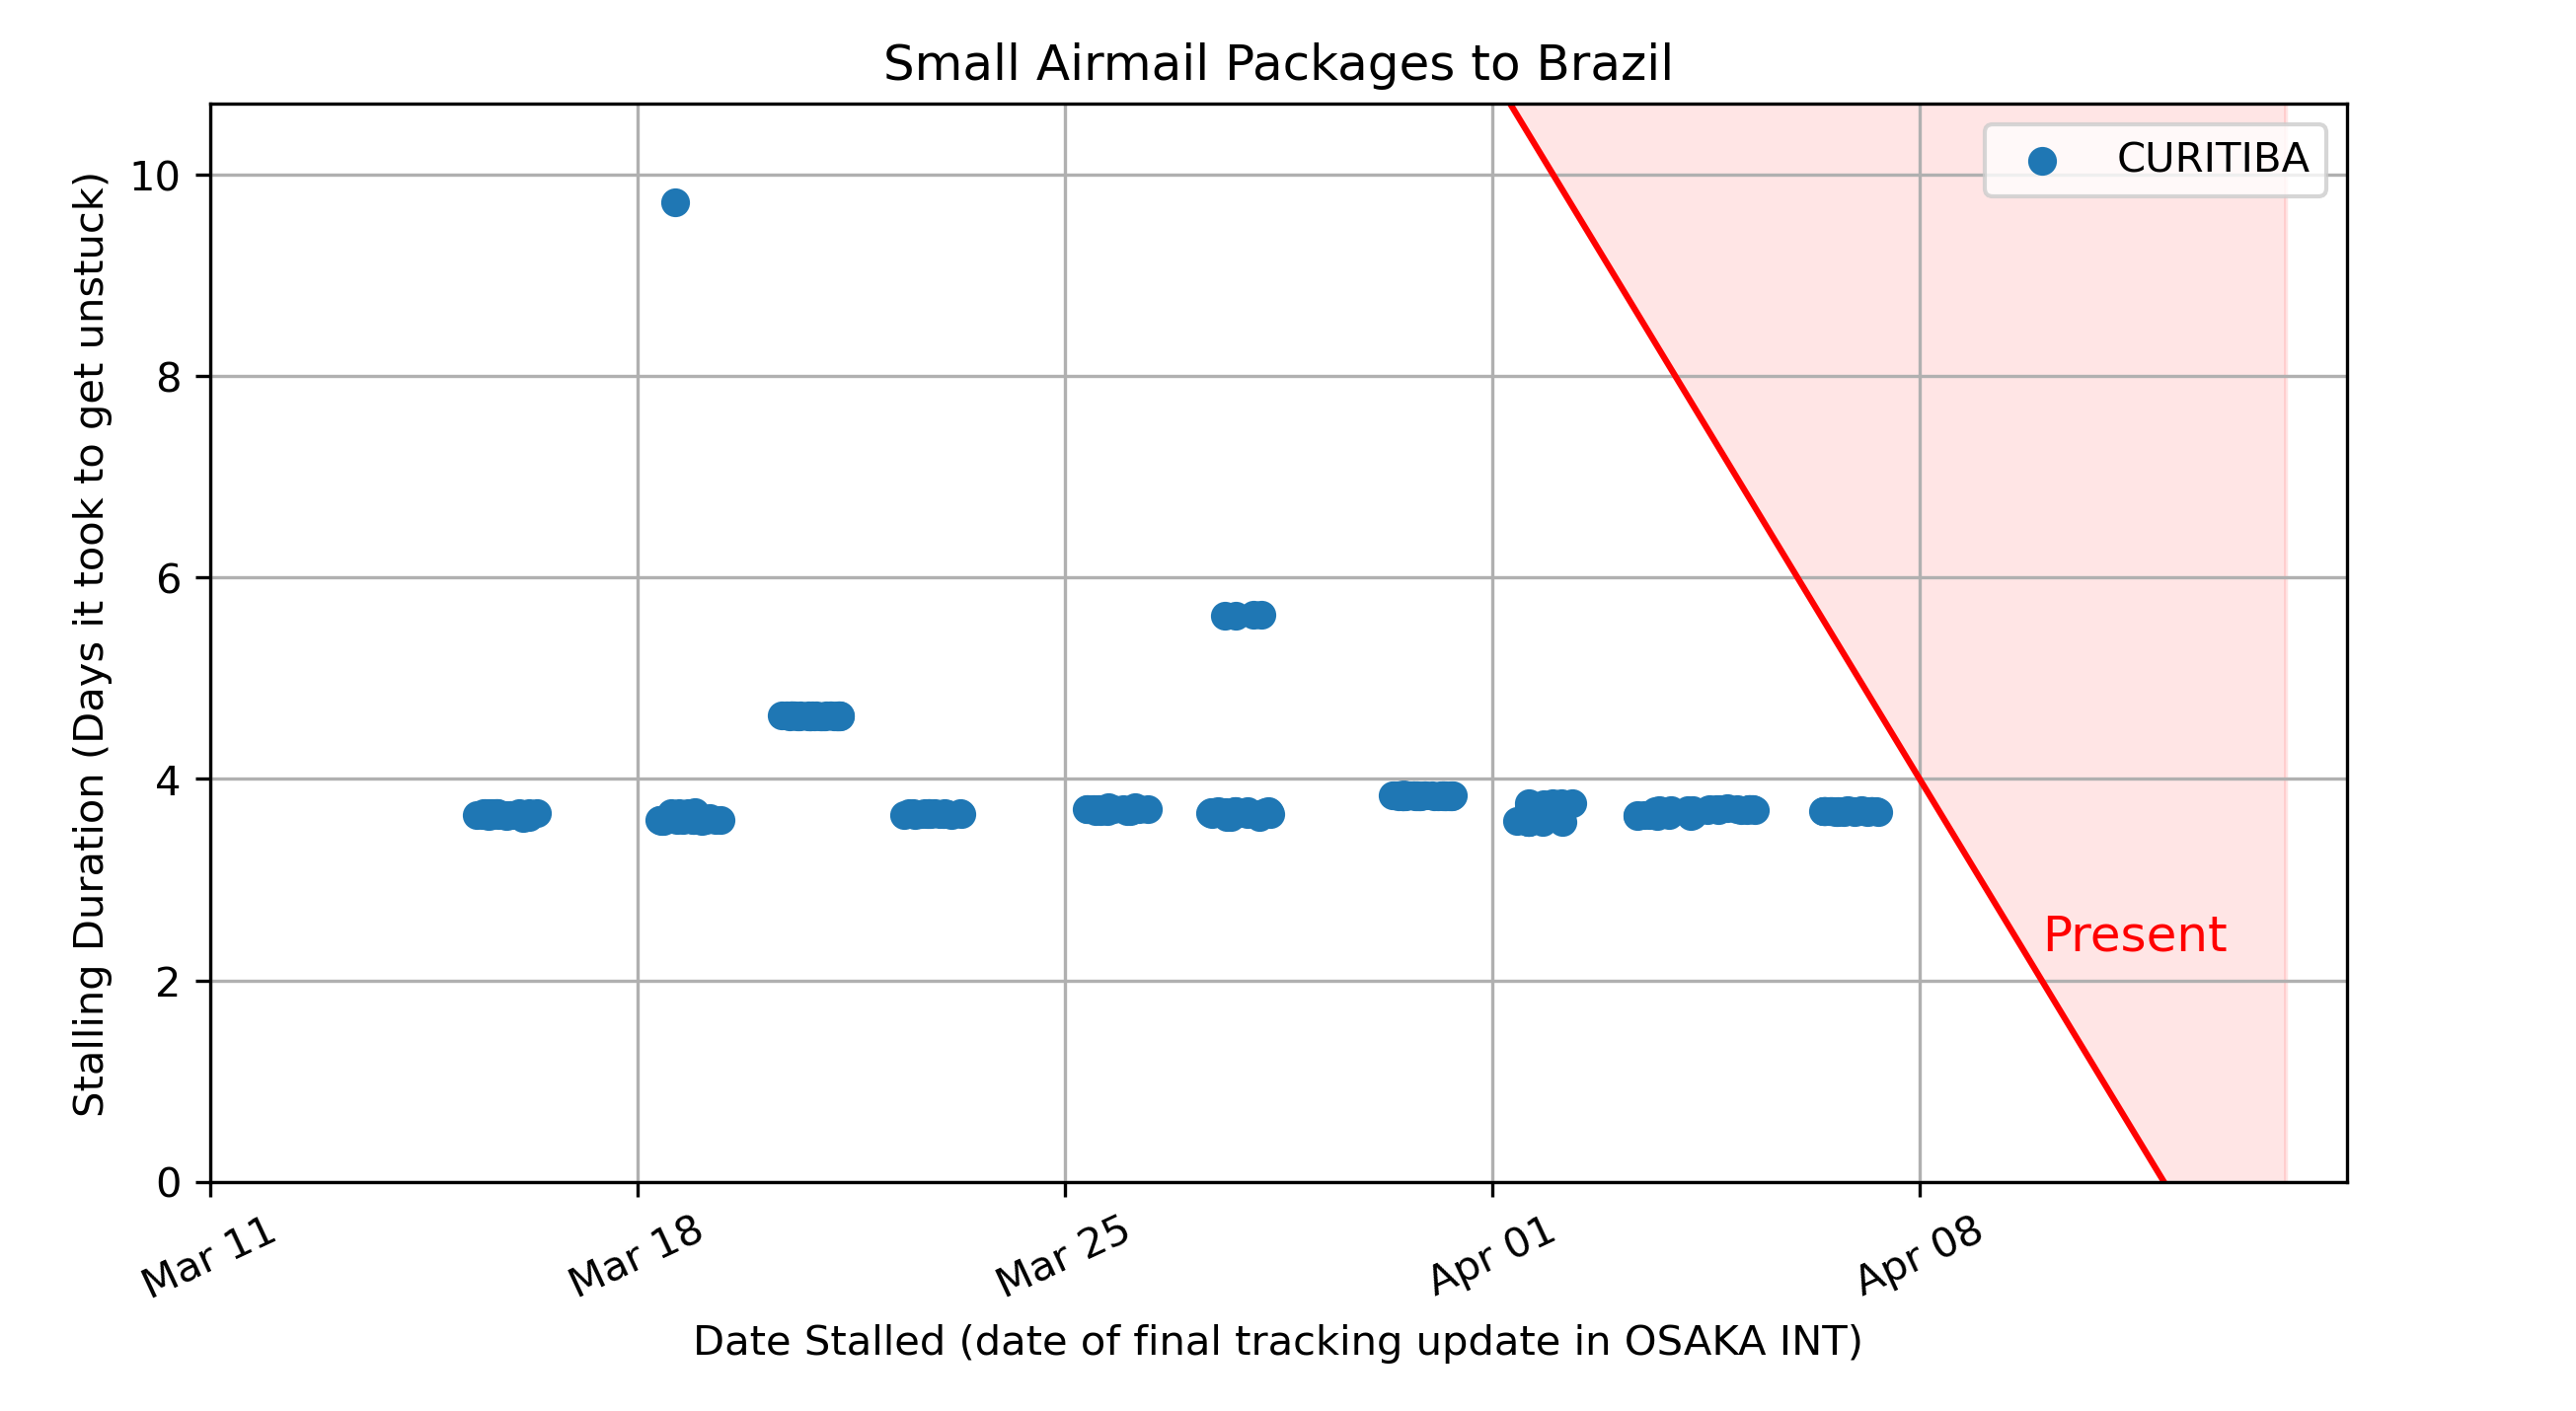 Small Airmail Packages to Brazil
Stalling Duration (Days it took to get unstuck)
10
8
6
4
2
0
CURITIBA
Present
Mar 11
Mar 18
Mar 25
Apr 01
Apr 08
Date Stalled (date of final tracking update in OSAKA INT)